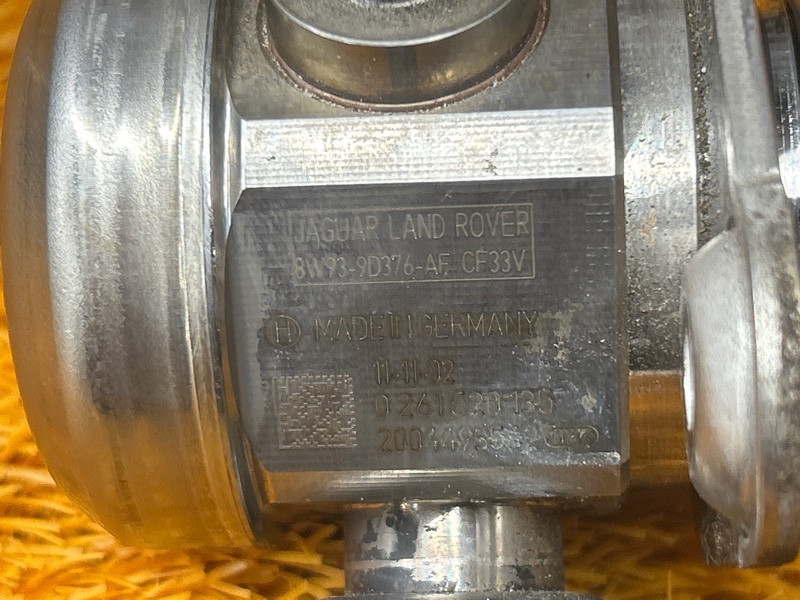 JAGUAR LAND ROVER
8W93-9D376-AF CF33V
H MADE IN GERMANY
11-11-02
0 261 520 130